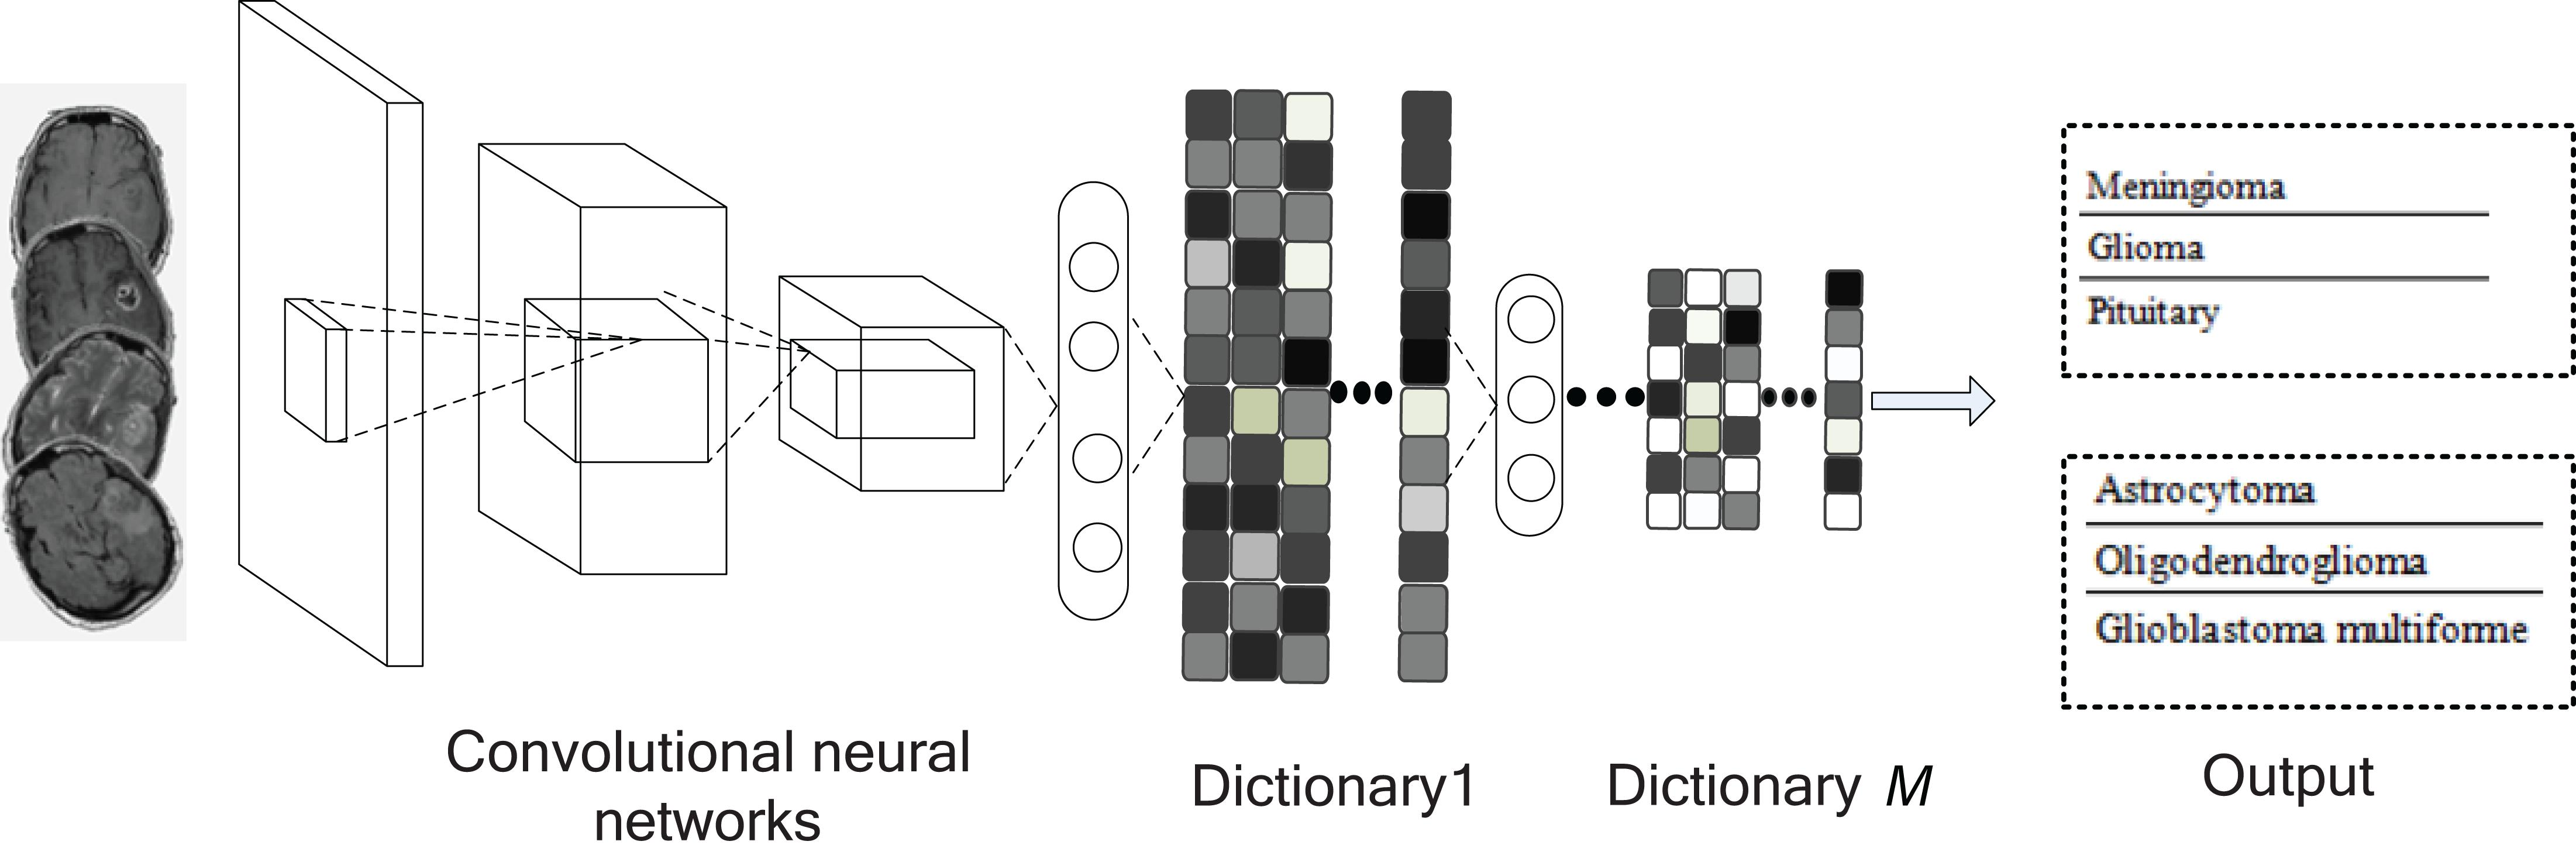 Meningioma
Glioma
Pituitary
Astrocytoma
Oligodendroglioma
Glioblastoma multiforme
Convolutional neural
networks
Dictionary1
Dictionary M
Output